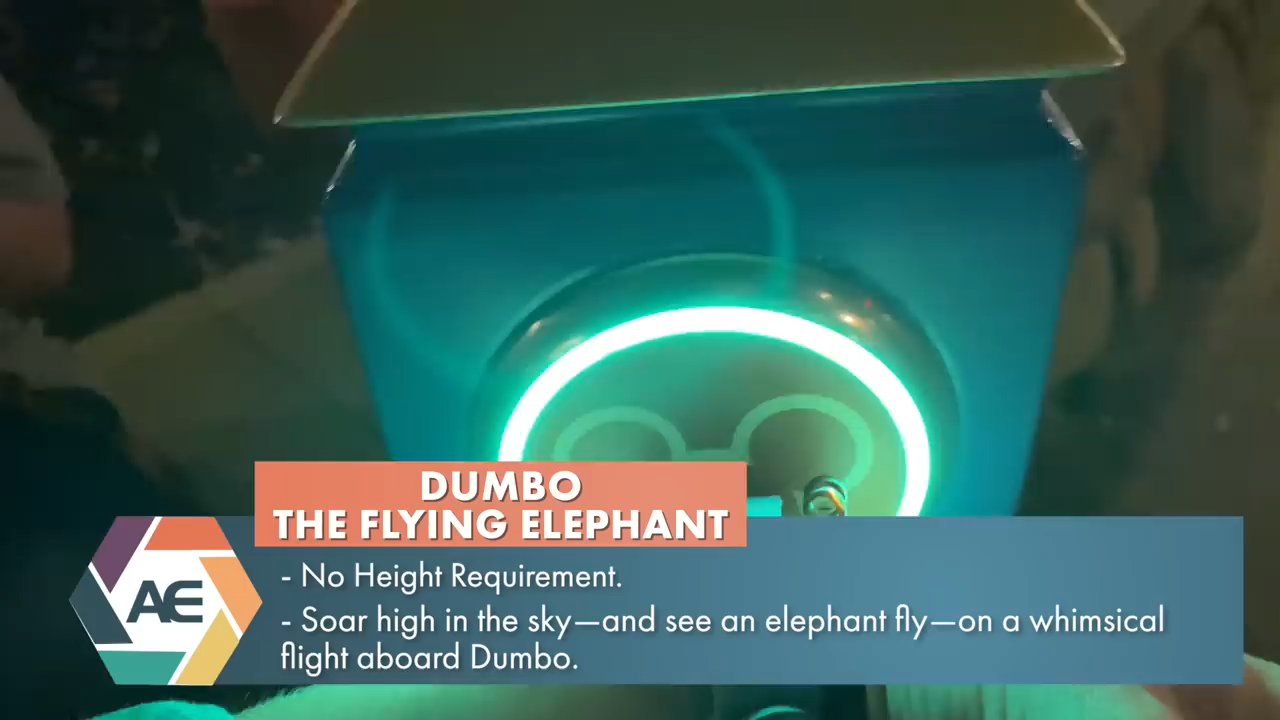 DUMBO
THE FLYING ELEPHANT
- No Height Requirement.
- Soar high in the sky—and see an elephant fly—on a whimsical
flight aboard Dumbo.
AE